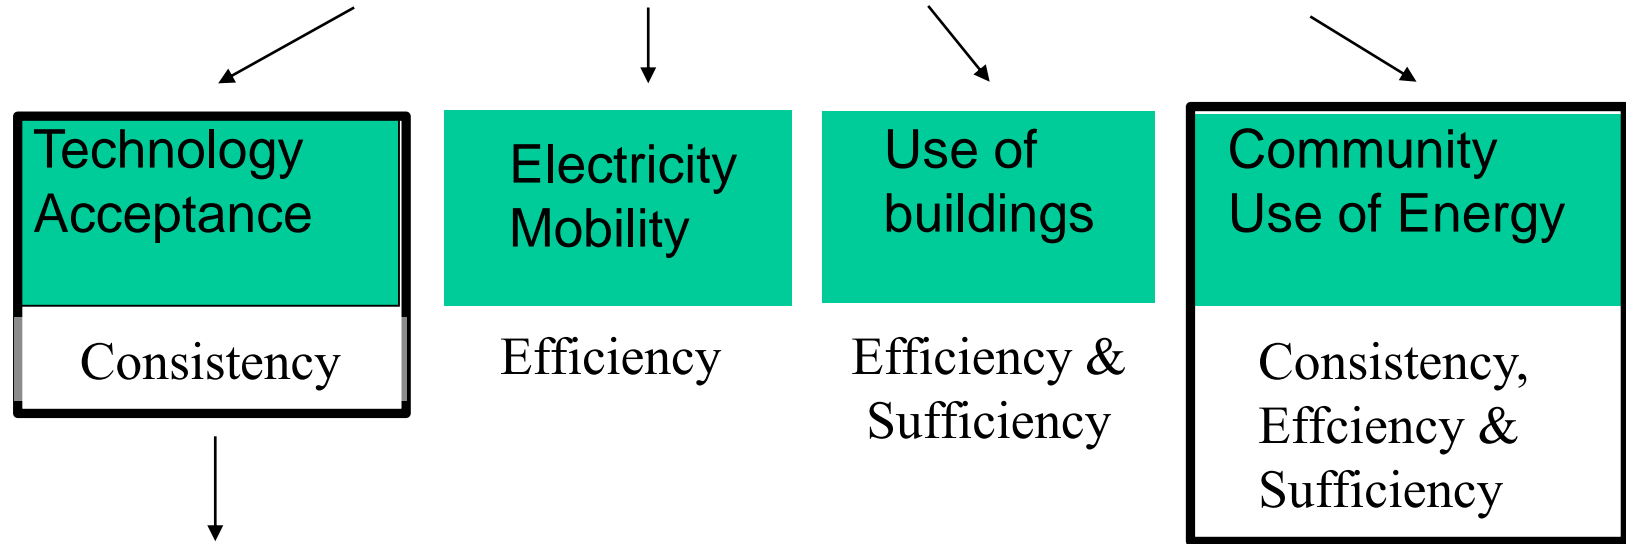 Technology
Acceptance
Electricity
Mobility
Use of
buildings
Community
Use of Energy
Consistency
Efficiency
Efficiency &
Sufficiency
Consistency,
Effciency &
Sufficiency